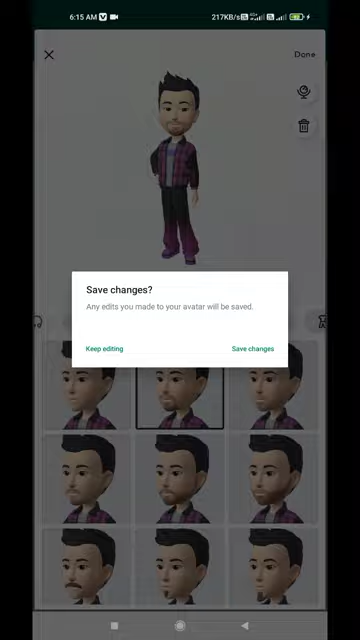 6:15 AM
217KB/s
Done
Save changes?
Any edits you made to your avatar will be saved.
Keep editing
Save changes